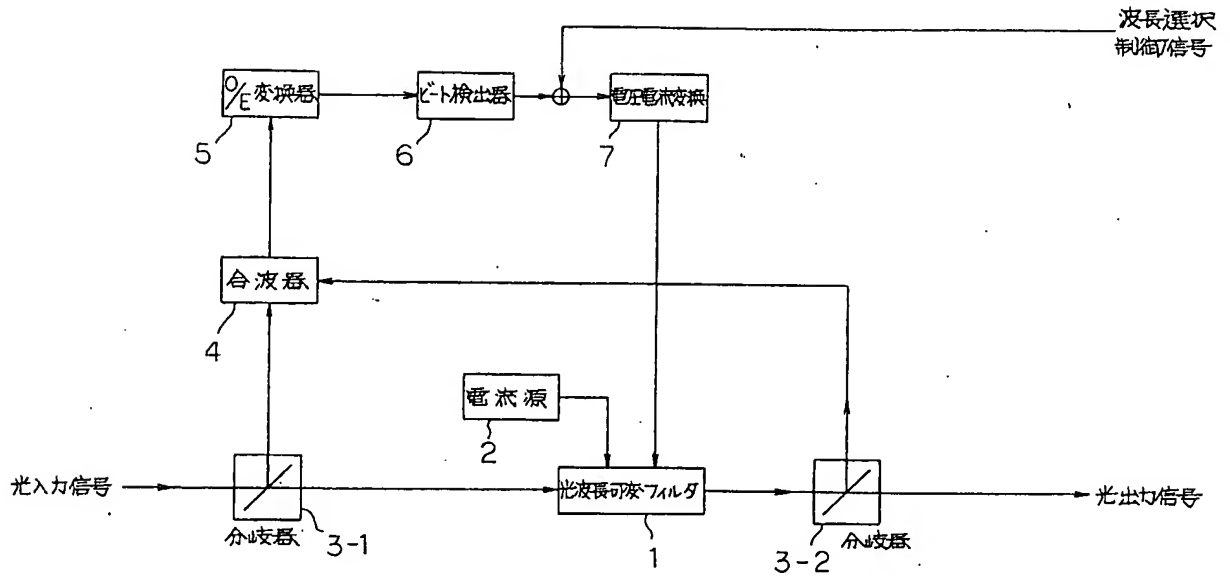 波長選択
制御信号
O/E変換器
ビート検出器
電圧電流変換
5
6
7
合波器
4
電流源
2
光入力信号
光波長可変フィルタ
光出力信号
分岐器
3-1
1
3-2
分岐器